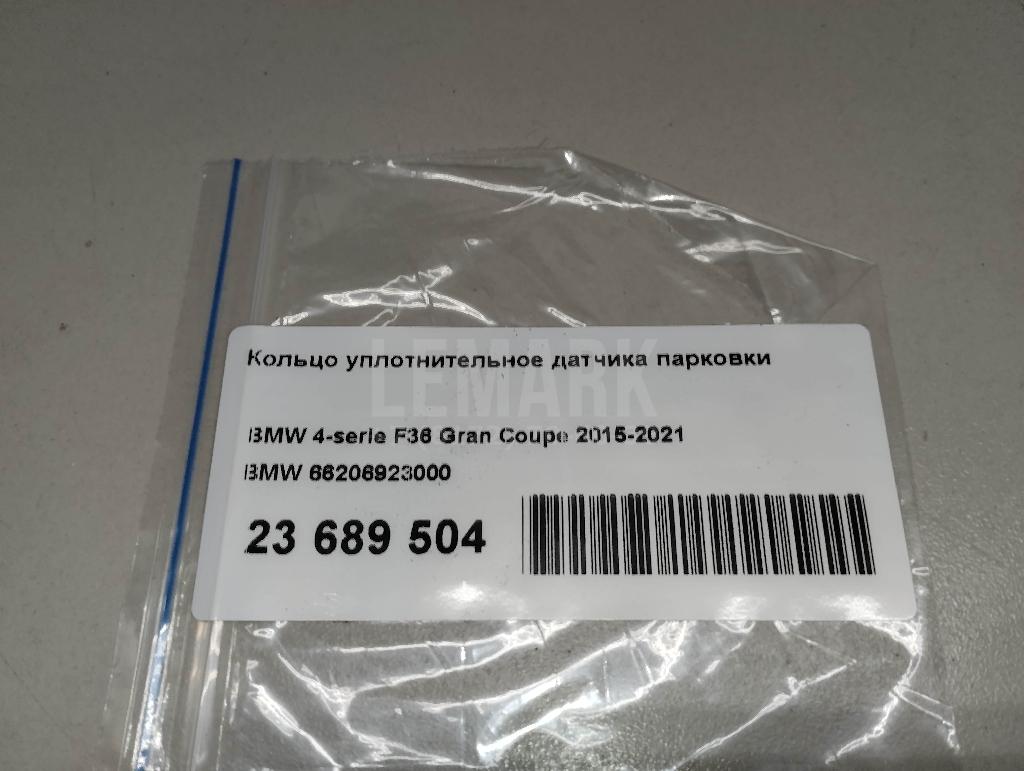 Кольцо уплотнительное датчика парковки
LEMARK
BMW 4-serie F36 Gran Coupe 2015-2021
BMW 66206923000
23 689 504